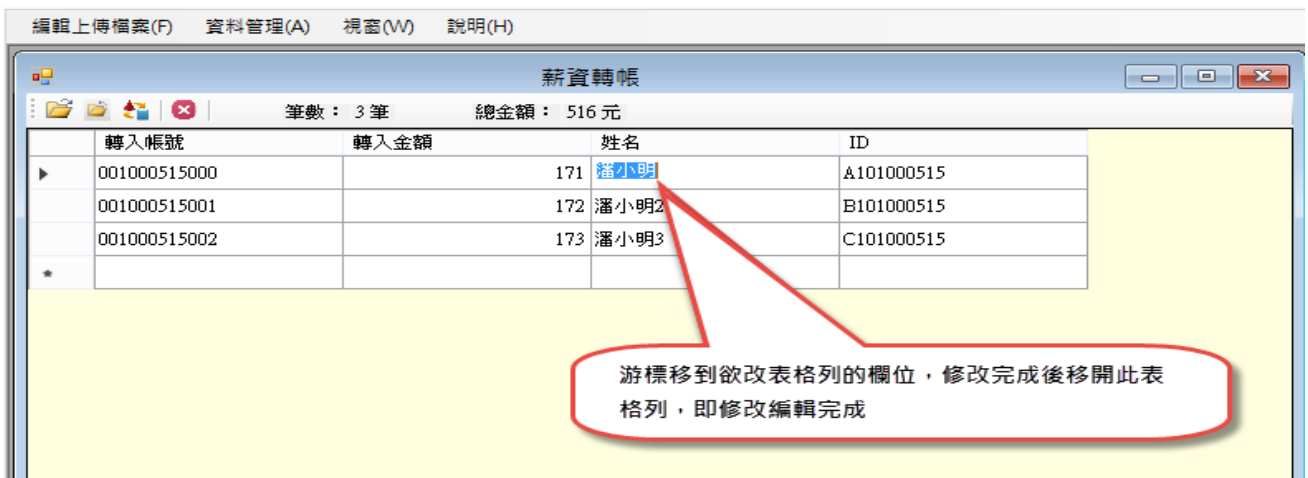 編輯上傳檔案(F) 資料管理(A) 視窗(W) 說明(H)
薪資轉帳
筆數： 3 筆 總金額： 516 元
轉入帳號 轉入金額 姓名 ID
001000515000 171 潘小明 A101000515
001000515001 172 潘小明2 B101000515
001000515002 173 潘小明3 C101000515
游標移到欲改表格列的欄位，修改完成後移開此表
格列，即修改編輯完成